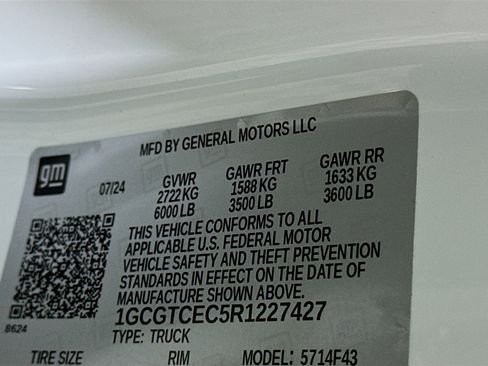 MFD BY GENERAL MOTORS LLC
gm
07/24 GVWR GAWR FRT GAWR RR
2722 KG 1588 KG 1633 KG
6000 LB 3500 LB 3600 LB
THIS VEHICLE CONFORMS TO ALL
APPLICABLE U.S. FEDERAL MOTOR
VEHICLE SAFETY AND THEFT PREVENTION
STANDARDS IN EFFECT ON THE DATE OF
MANUFACTURE SHOWN ABOVE.
8624
1GCGTCEC5R1227427
TYPE: TRUCK
TIRE SIZE RIM MODEL: 5714F43